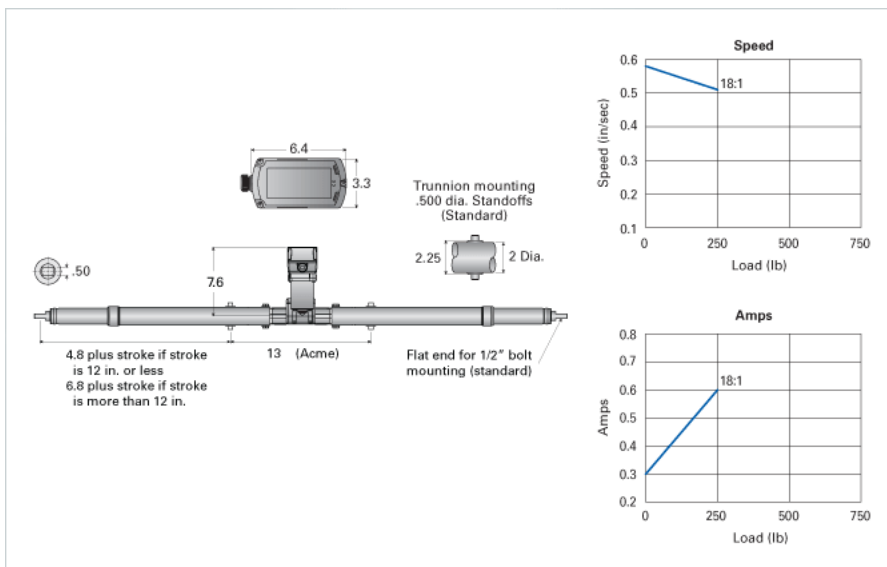 6.4
3.3
Trunnion mounting
.500 dia. Standoffs
(Standard)
2.25
2 Dia.
.50
7.6
4.8 plus stroke if stroke
is 12 in. or less
6.8 plus stroke if stroke
is more than 12 in.
13 (Acme)
Flat end for 1/2" bolt
mounting (standard)
Speed
Speed (in/sec)
0.6
0.5
0.4
0.3
0.2
0.1
18:1
0 250 500 750
Load (lb)
Amps
Amps
0.8
0.7
0.6
0.5
0.4
0.3
0.2
18:1
0 250 500 750
Load (lb)